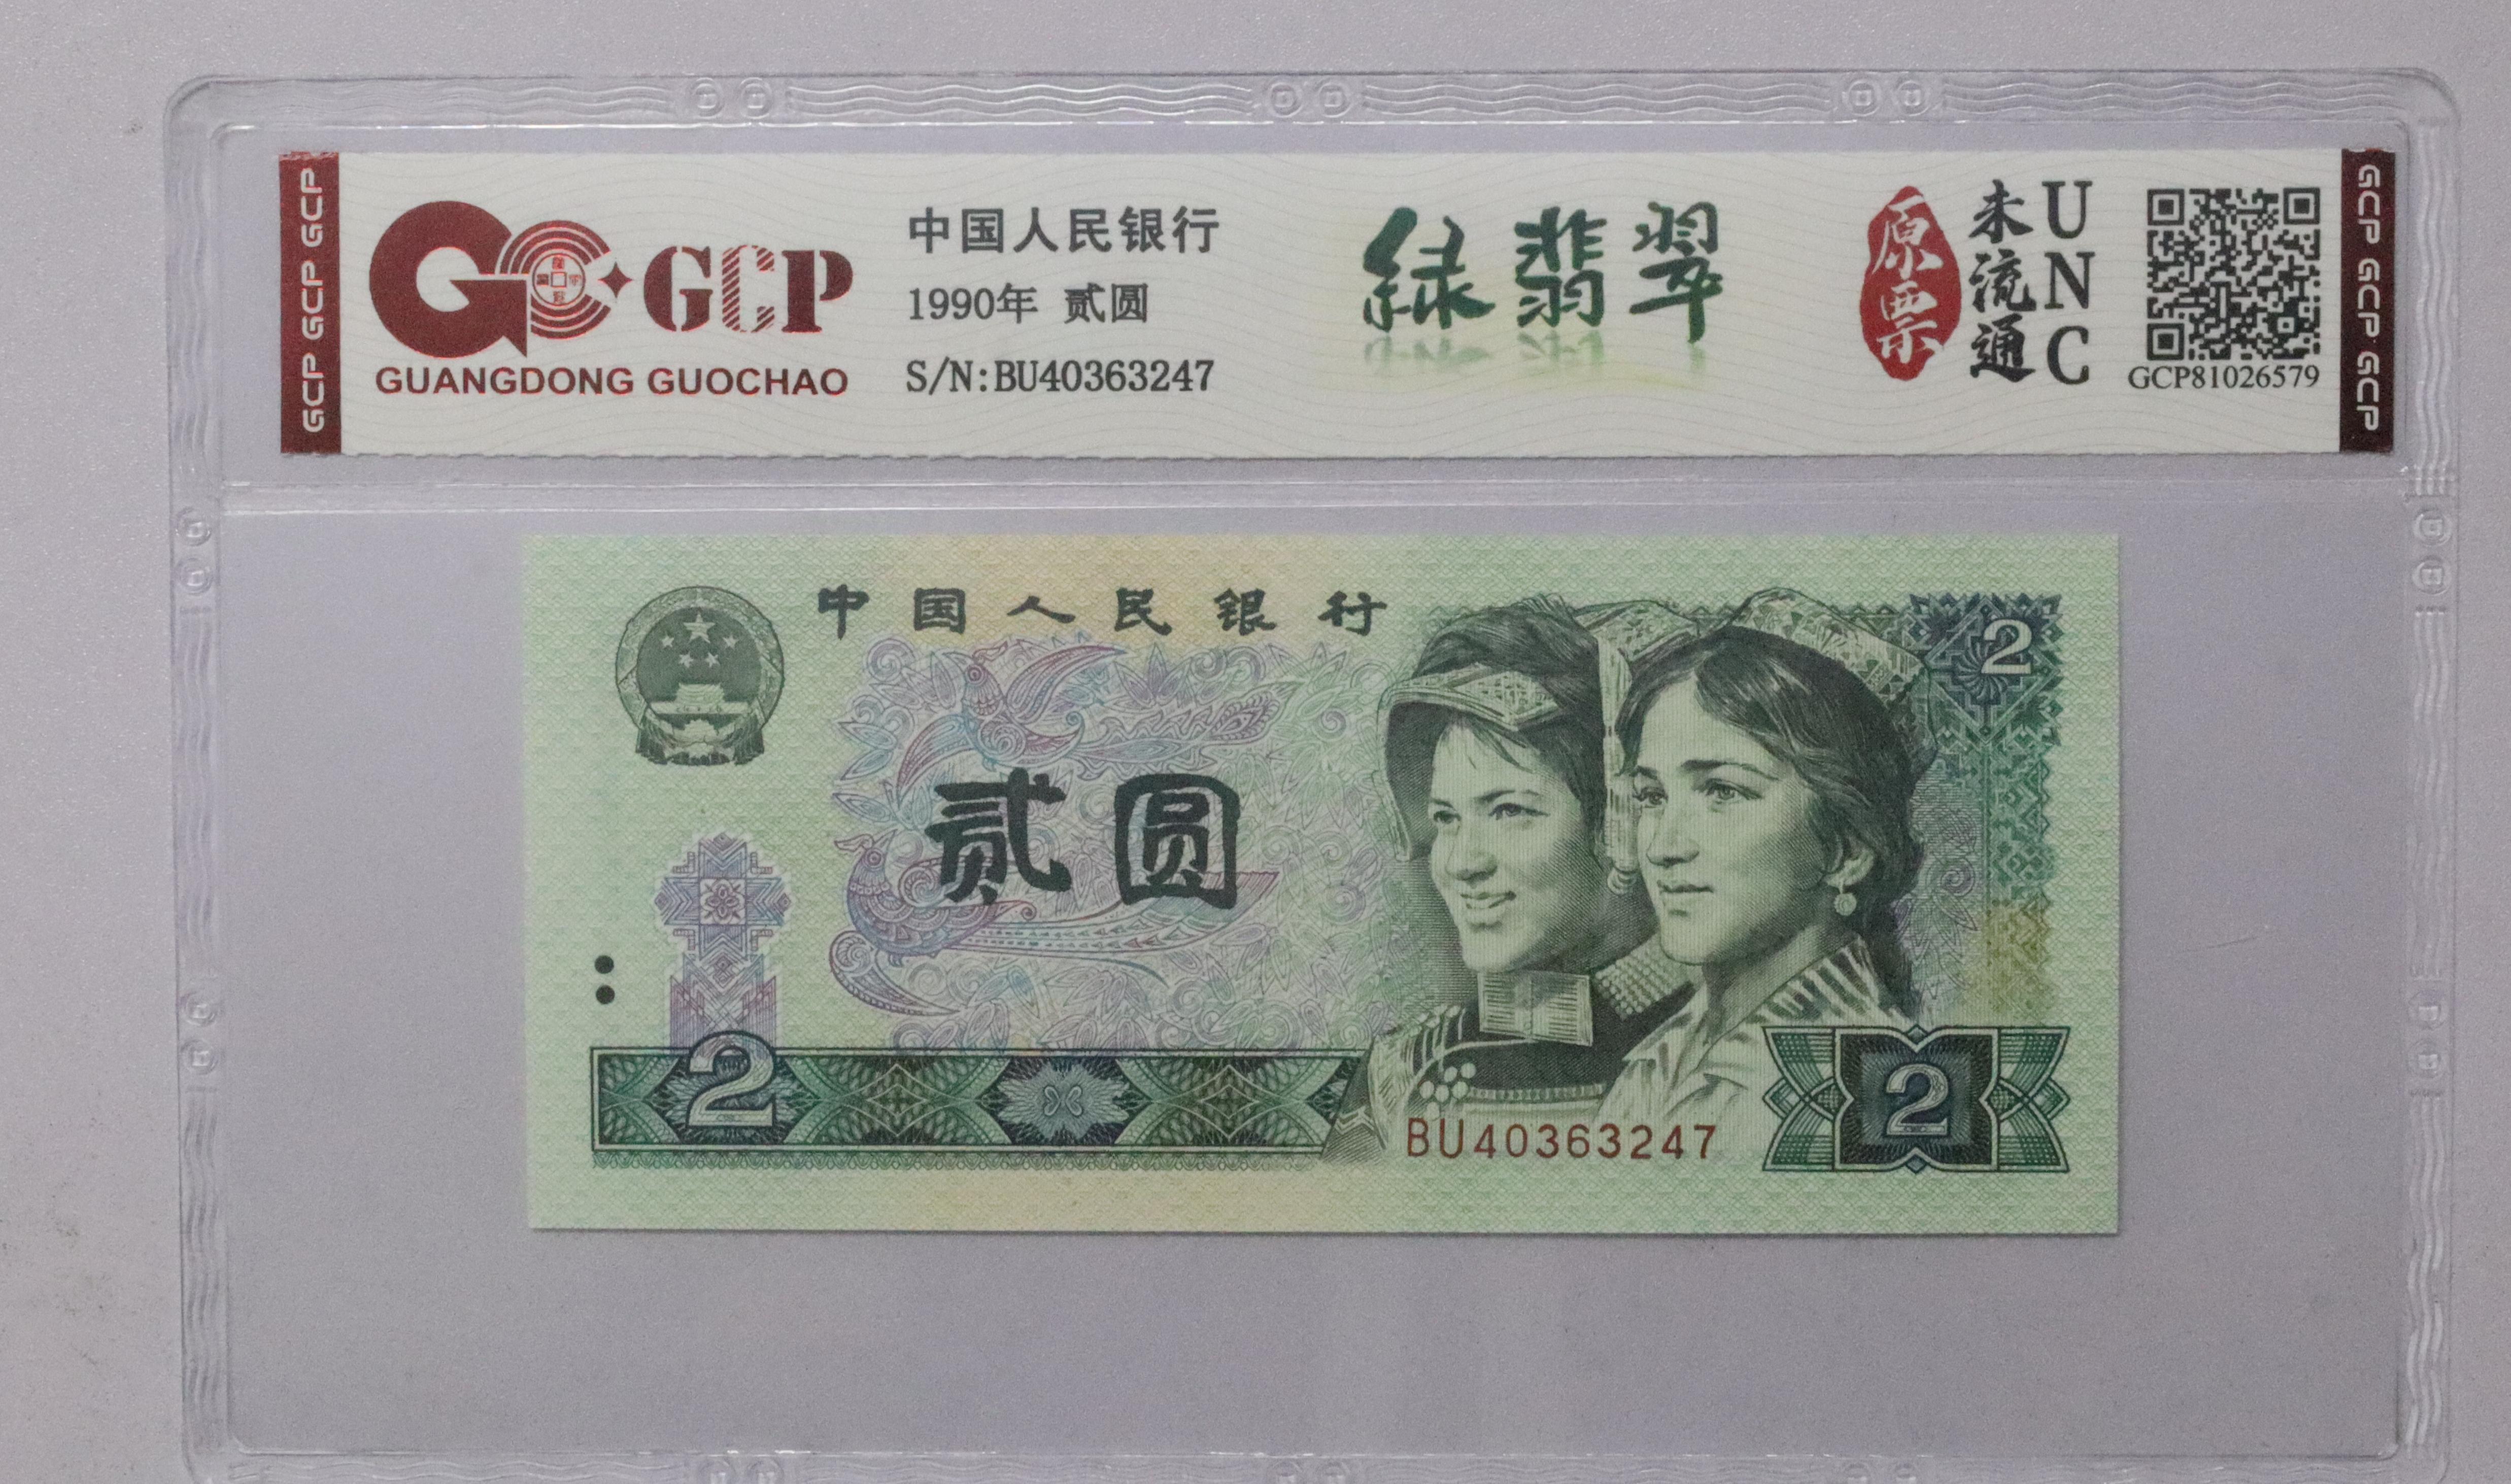 GCP GCP GCP
GC GCP
GUANGDONG GUOCHAO
中国人民银行
1990年 贰圆
S/N:BU40363247
绿翡翠
原票
未流通
UNC
GCP81026579
GCP GCP GCP
中国人民银行
2
贰圆
2
BU40363247
2